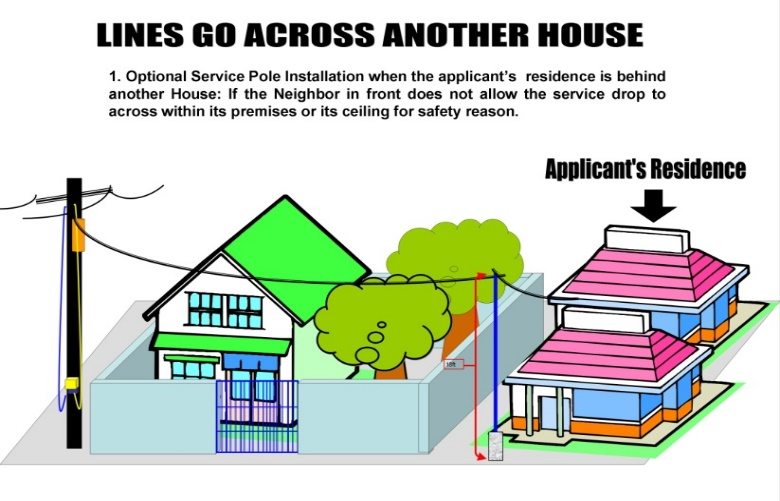 LINES GO ACROSS ANOTHER HOUSE
1. Optional Service Pole Installation when the applicant's residence is behind
another House: If the Neighbor in front does not allow the service drop to
across within its premises or its ceiling for safety reason.
Applicant's Residence